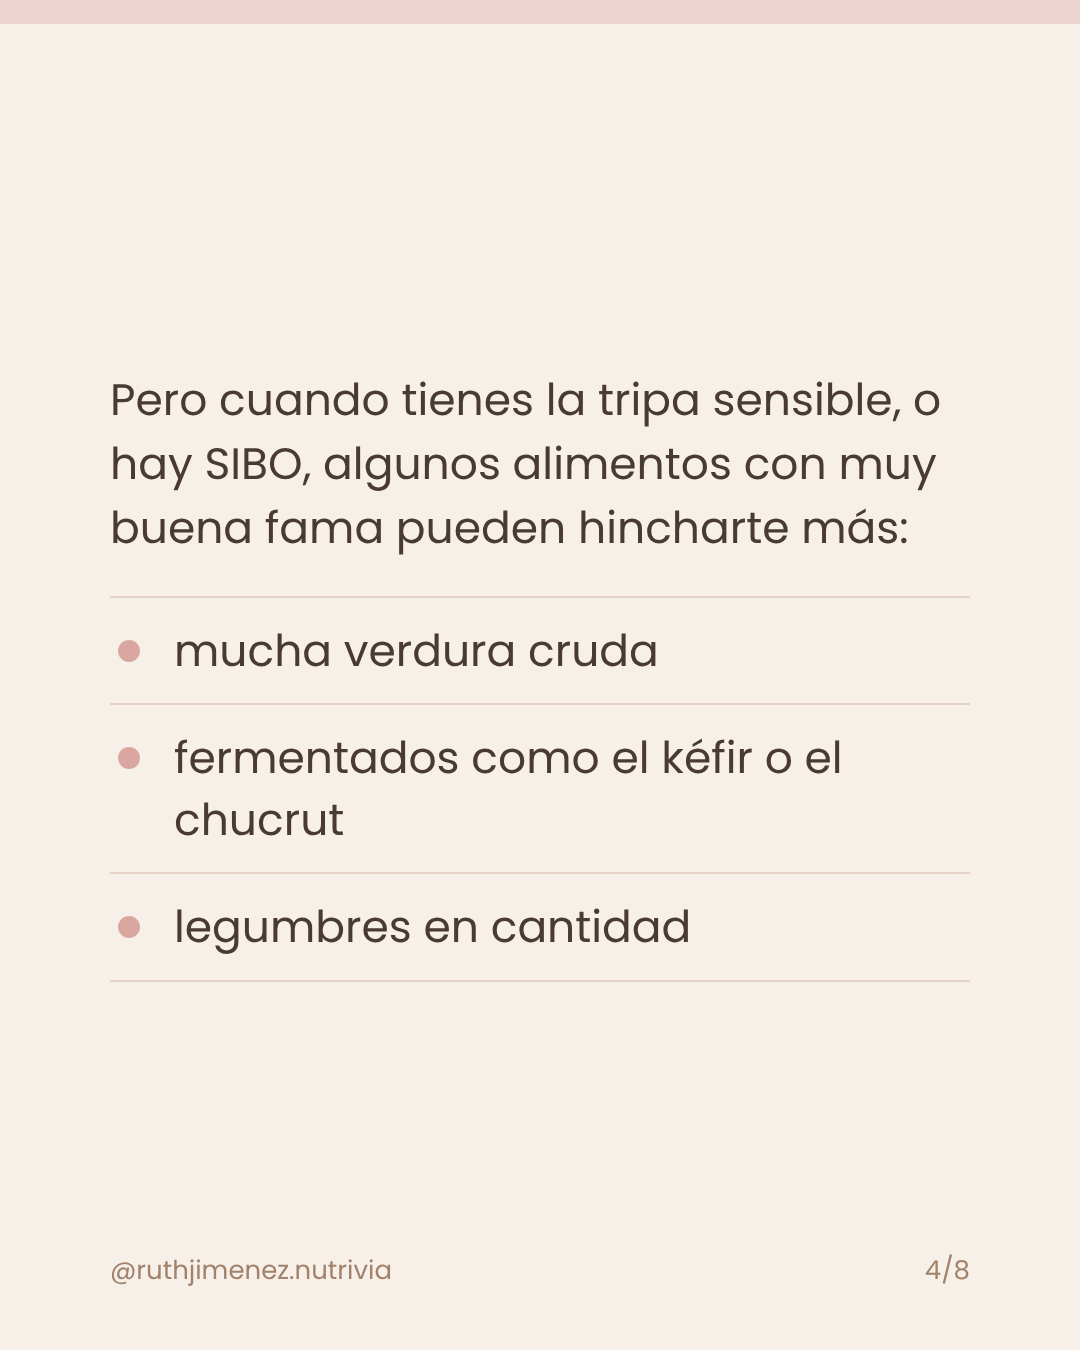 Pero cuando tienes la tripa sensible, o
hay SIBO, algunos alimentos con muy
buena fama pueden hincharte más:
mucha verdura cruda
fermentados como el kéfir o el
chucrut
legumbres en cantidad
@ruthjimenez.nutrivia
4/8